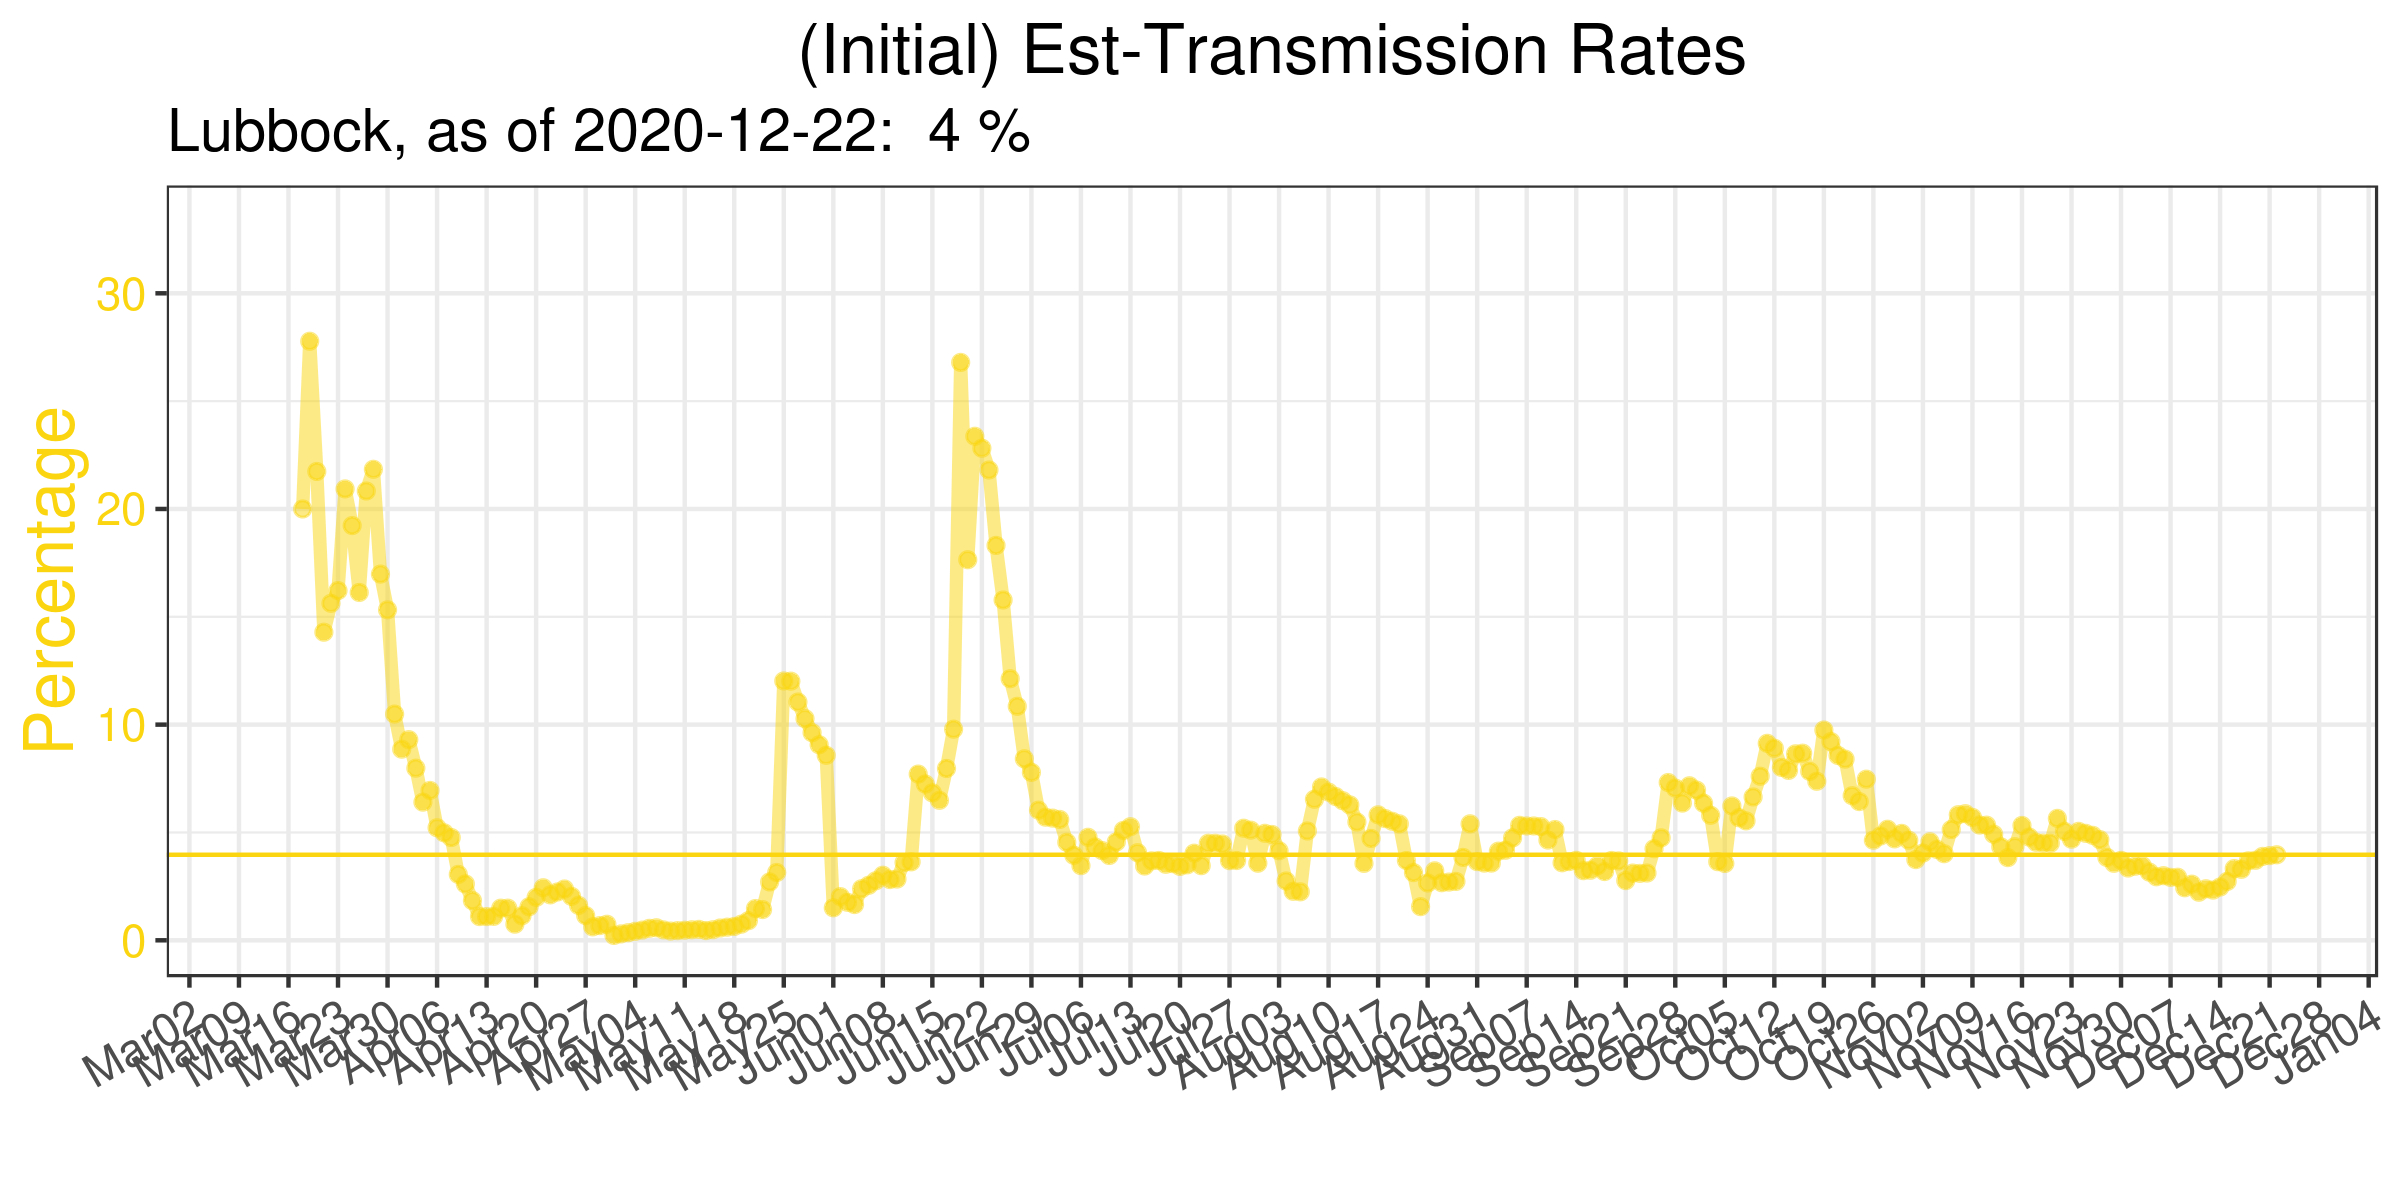 (Initial) Est-Transmission Rates
Lubbock, as of 2020-12-22:  4 %
Percentage
30
20
10
0
Mar02
Mar09
Mar16
Mar23
Mar30
Apr06
Apr13
Apr20
Apr27
May04
May11
May18
May25
Jun01
Jun08
Jun15
Jun22
Jun29
Jul06
Jul13
Jul20
Jul27
Aug03
Aug10
Aug17
Aug24
Aug31
Sep07
Sep14
Sep21
Sep28
Oct05
Oct12
Oct19
Oct26
Nov02
Nov09
Nov16
Nov23
Nov30
Dec07
Dec14
Dec21
Dec28
Jan04